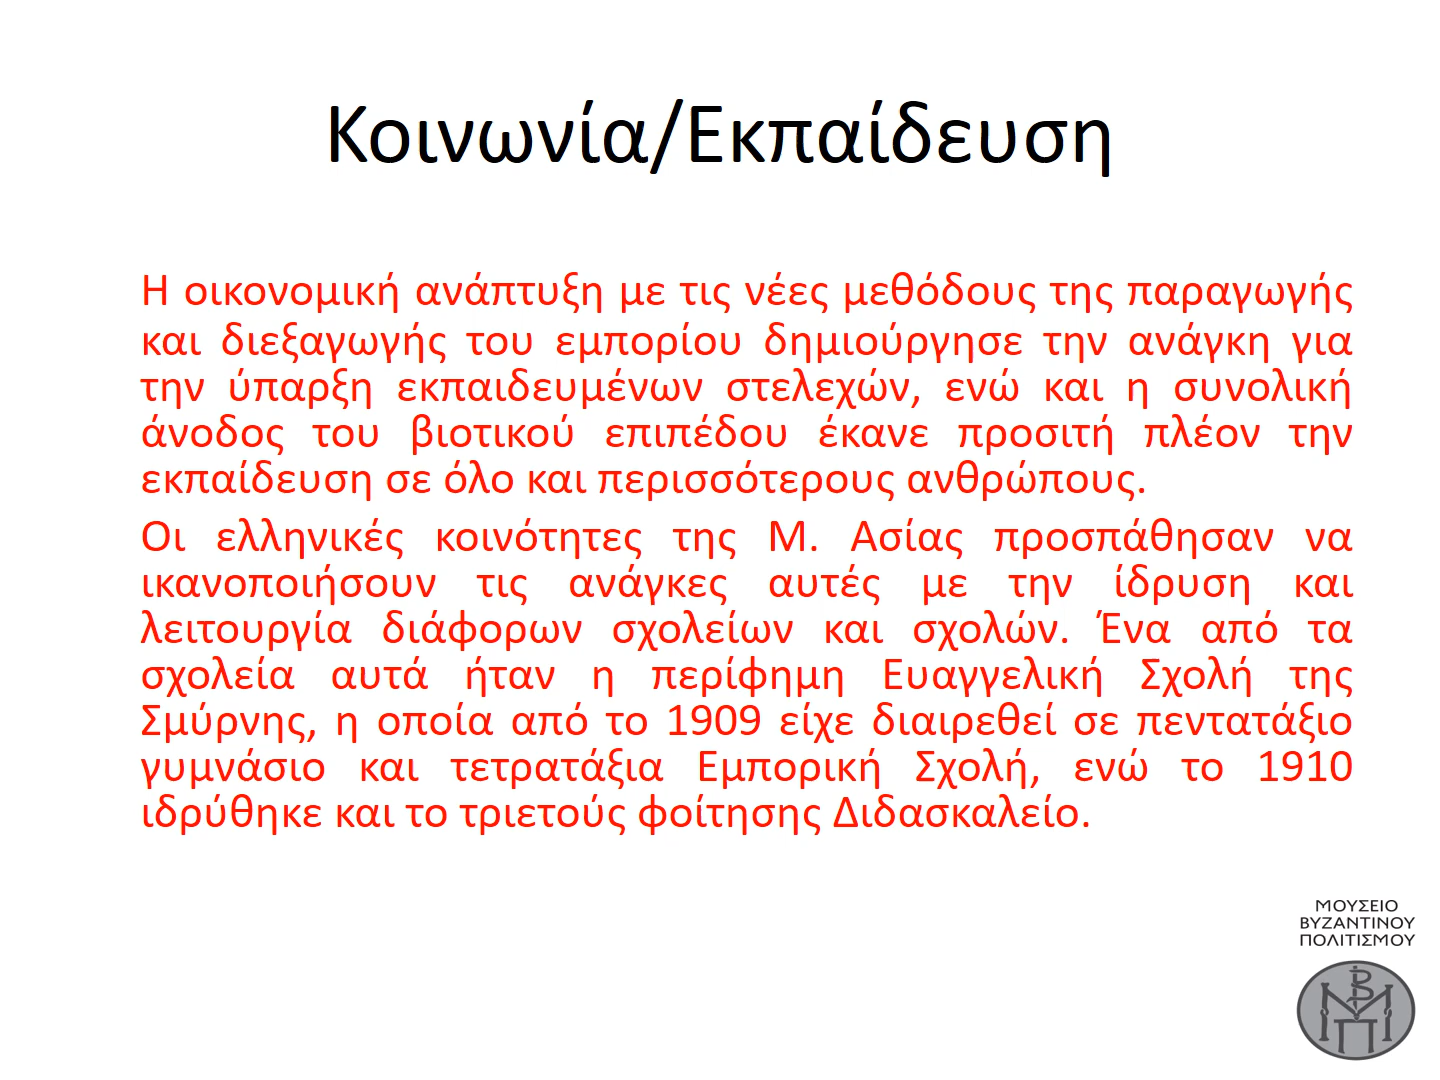 Κοινωνία/Εκπαίδευση
Η οικονομική ανάπτυξη με τις νέες μεθόδους της παραγωγής
και διεξαγωγής του εμπορίου δημιούργησε την ανάγκη για
την ύπαρξη εκπαιδευμένων στελεχών, ενώ και η συνολική
άνοδος του βιοτικού επιπέδου έκανε προσιτή πλέον την
εκπαίδευση σε όλο και περισσότερους ανθρώπους.
Οι ελληνικές κοινότητες της Μ. Ασίας προσπάθησαν να
ικανοποιήσουν τις ανάγκες αυτές με την ίδρυση και
λειτουργία διάφορων σχολείων και σχολών. Ένα από τα
σχολεία αυτά ήταν η περίφημη Ευαγγελική Σχολή της
Σμύρνης, η οποία από το 1909 είχε διαιρεθεί σε πεντατάξιο
γυμνάσιο και τετρατάξια Εμπορική Σχολή, ενώ το 1910
ιδρύθηκε και το τριετούς φοίτησης Διδασκαλείο.
ΜΟΥΣΕΙΟ
ΒΥΖΑΝΤΙΝΟΥ
ΠΟΛΙΤΙΣΜΟΥ